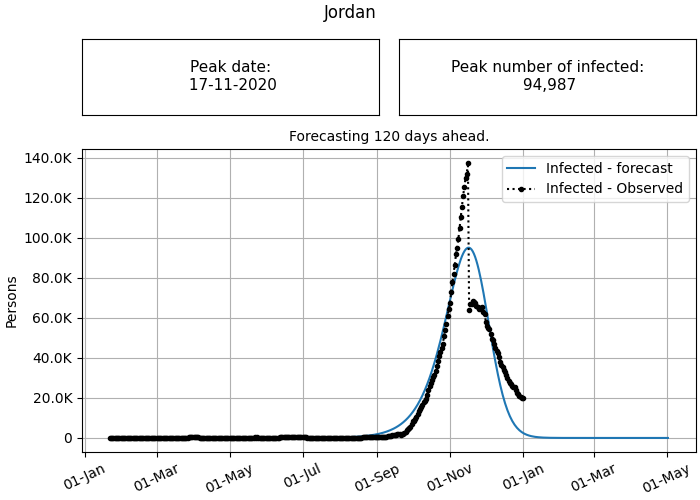 Jordan
Peak date:
17-11-2020
Peak number of infected:
94,987
Forecasting 120 days ahead.
140.0K
120.0K
100.0K
80.0K
60.0K
40.0K
20.0K
0
Persons
Infected - forecast
Infected - Observed
01-Jan
01-Mar
01-May
01-Jul
01-Sep
01-Nov
01-Jan
01-Mar
01-May